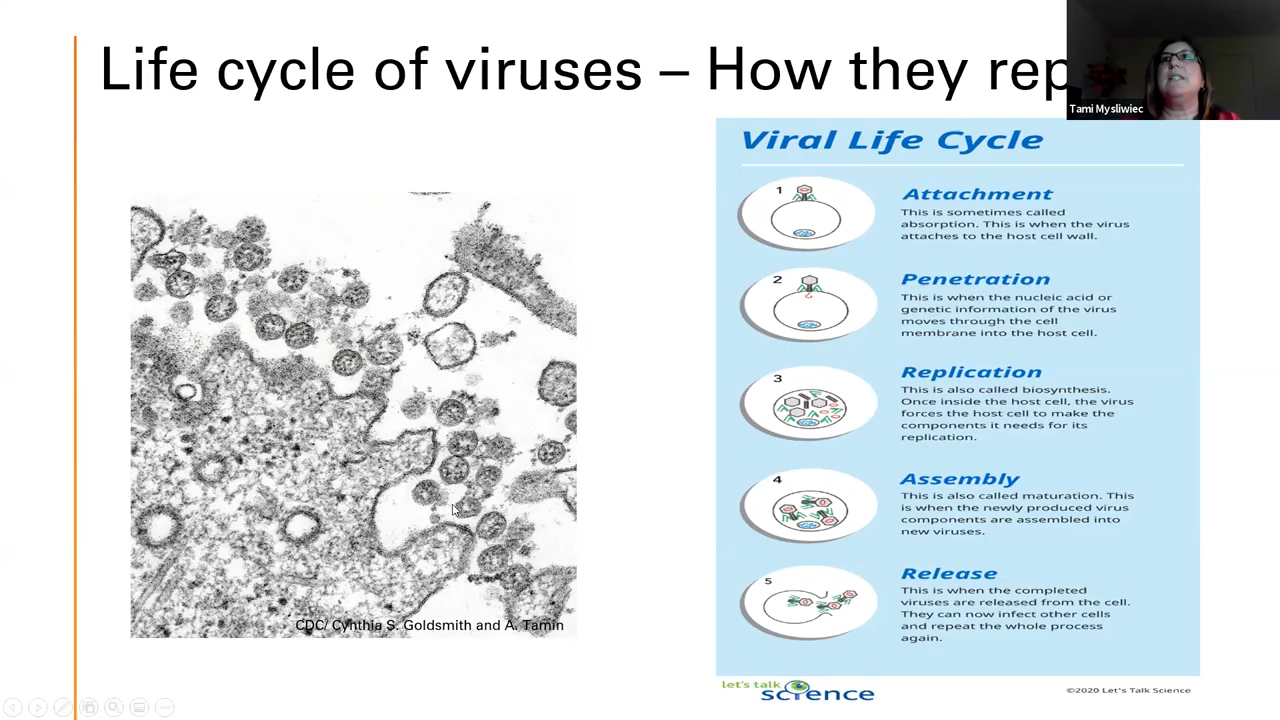 Life cycle of viruses – How they rep
Tami Mysliwiec
CDC/ Cynthia S. Goldsmith and A. Tamin
Viral Life Cycle
1
Attachment
This is sometimes called
absorption. This is when the virus
attaches to the host cell wall.
2
Penetration
This is when the nucleic acid or
genetic information of the virus
moves through the cell
membrane into the host cell.
3
Replication
This is also called biosynthesis.
Once inside the host cell, the virus
forces the host cell to make the
components it needs for its
replication.
4
Assembly
This is also called maturation. This
is when the newly produced virus
components are assembled into
new viruses.
5
Release
This is when the completed
viruses are released from the cell.
They can now infect other cells
and repeat the whole process
again.
let's talk
science
©2020 Let's Talk Science